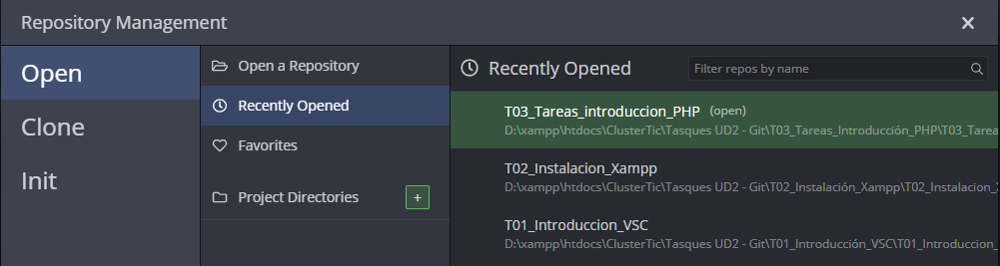 Repository Management
Open
Clone
Init
Open a Repository
Recently Opened
Favorites
Project Directories
Recently Opened
Filter repos by name
T03_Tareas_introduccion_PHP (open)
D:\xampp\htdocs\ClusterTic\Tasques UD2 - Git\T03_Tareas_Introducción_PHP\T03_Tarea
T02_Instalacion_Xampp
D:\xampp\htdocs\ClusterTic\Tasques UD2 - Git\T02_Instalación_Xampp\T02_Instalacion_X
T01_Introduccion_VSC
D:\xampp\htdocs\ClusterTic\Tasques UD2 - Git\T01_Introducción_VSC\T01_Introduccion_